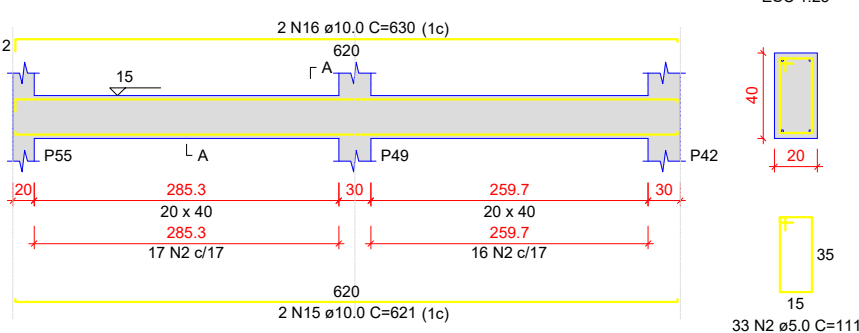 ESC 1:25
2 N16 ø10.0 C=630 (1c)
2
620
A
15
A
P55
P49
P42
20
285.3
30
259.7
30
20 x 40
20 x 40
285.3
259.7
17 N2 c/17
16 N2 c/17
620
2 N15 ø10.0 C=621 (1c)
40
20
35
15
33 N2 ø5.0 C=111